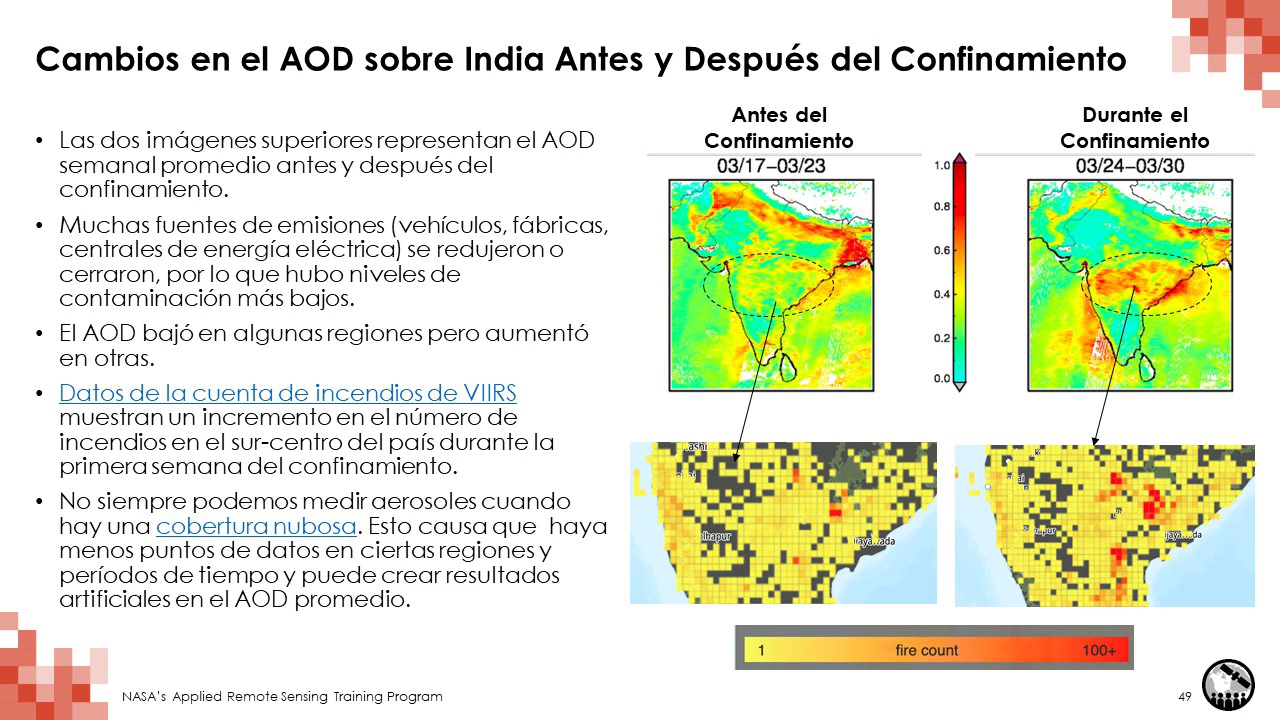 Cambios en el AOD sobre India Antes y Después del Confinamiento
• Las dos imágenes superiores representan el AOD
semanal promedio antes y después del
confinamiento.
• Muchas fuentes de emisiones (vehículos, fábricas,
centrales de energía eléctrica) se redujeron o
cerraron, por lo que hubo niveles de
contaminación más bajos.
• El AOD bajó en algunas regiones pero aumentó
en otras.
• Datos de la cuenta de incendios de VIIRS
muestran un incremento en el número de
incendios en el sur-centro del país durante la
primera semana del confinamiento.
• No siempre podemos medir aerosoles cuando
hay una cobertura nubosa. Esto causa que  haya
menos puntos de datos en ciertas regiones y
períodos de tiempo y puede crear resultados
artificiales en el AOD promedio.
Antes del
Confinamiento
03/17–03/23
1.0
0.8
0.6
0.4
0.2
0.0
Durante el
Confinamiento
03/24–03/30
1 fire count 100+
NASA's Applied Remote Sensing Training Program
49